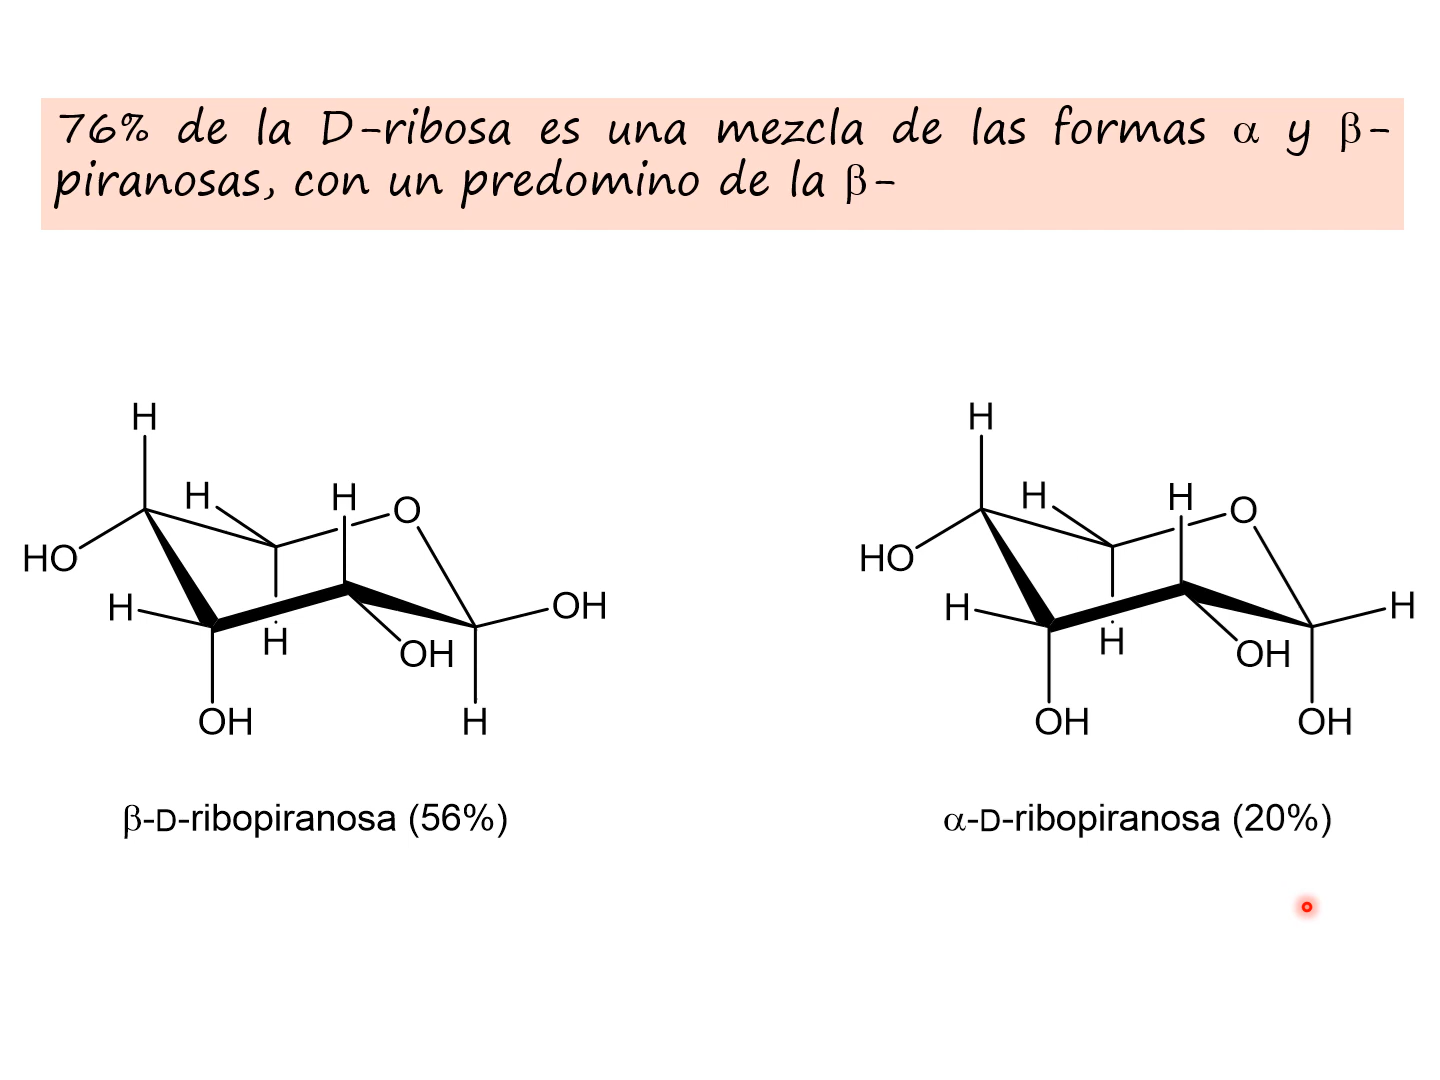 76% de la D-ribosa es una mezcla de las formas α y β-
piranosas, con un predomino de la β-
H
H
H
H
H
O
H
H
O
HO
HO
H
OH
H
H
H
OH
H
OH
OH
H
OH
OH
β-D-ribopiranosa (56%)
α-D-ribopiranosa (20%)